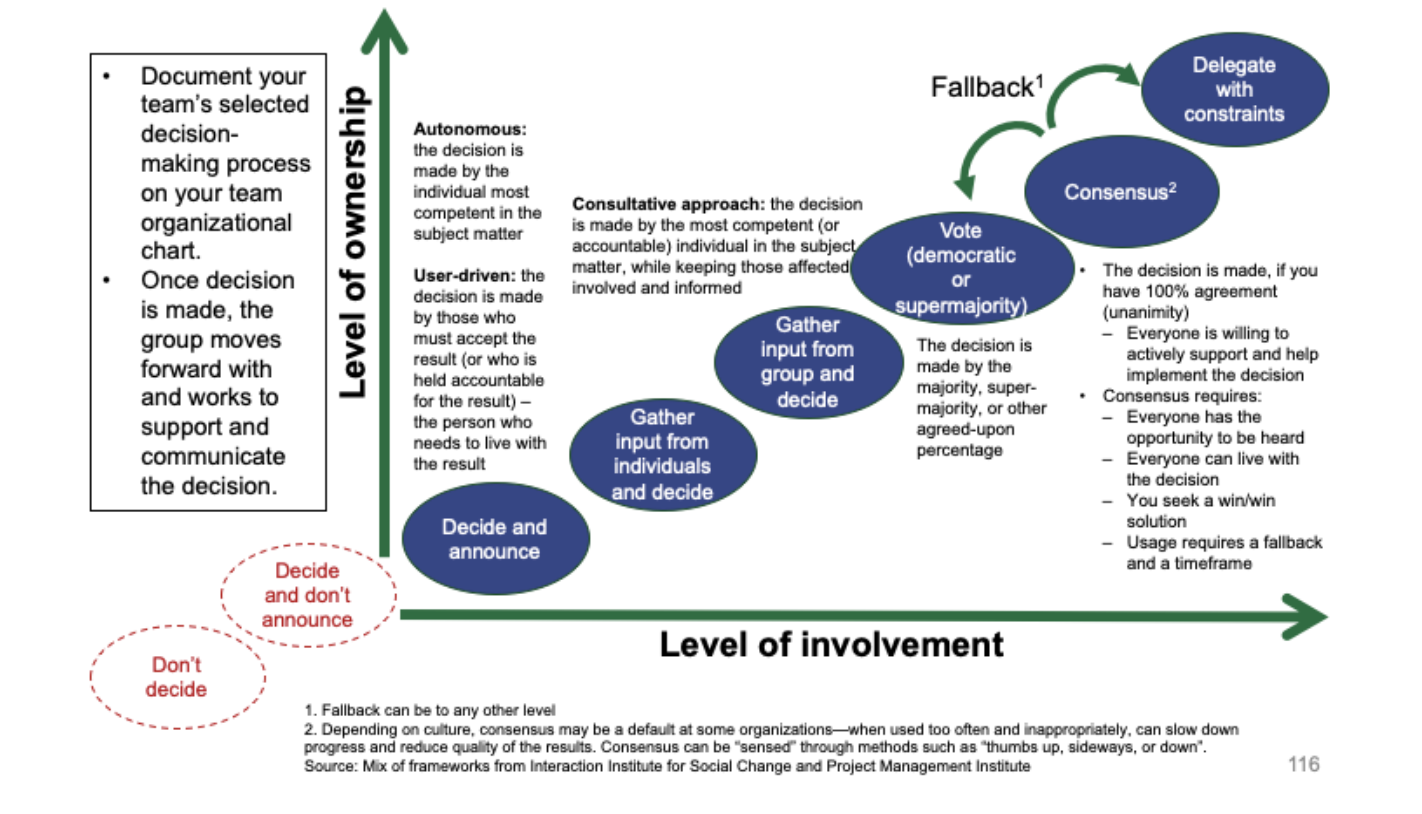 • Document your
team's selected
decision-
making process
on your team
organizational
chart.
• Once decision
is made, the
group moves
forward with
and works to
support and
communicate
the decision.
Level of ownership
Autonomous:
the decision is
made by the
individual most
competent in the
subject matter
User-driven: the
decision is made
by those who
must accept the
result (or who is
held accountable
for the result) –
the person who
needs to live with
the result
Consultative approach: the decision
is made by the most competent (or
accountable) individual in the subject
matter, while keeping those affected
involved and informed
Fallback¹
Delegate
with
constraints
Consensus²
Vote
(democratic
or
supermajority)
Gather
input from
group and
decide
Gather
input from
individuals
and decide
Decide and
announce
Decide
and don't
announce
Don't
decide
The decision is
made by the
majority, super-
majority, or other
agreed-upon
percentage
• The decision is made, if you
have 100% agreement
(unanimity)
– Everyone is willing to
actively support and help
implement the decision
• Consensus requires:
– Everyone has the
opportunity to be heard
– Everyone can live with
the decision
– You seek a win/win
solution
– Usage requires a fallback
and a timeframe
Level of involvement
1. Fallback can be to any other level
2. Depending on culture, consensus may be a default at some organizations—when used too often and inappropriately, can slow down
progress and reduce quality of the results. Consensus can be "sensed" through methods such as "thumbs up, sideways, or down".
Source: Mix of frameworks from Interaction Institute for Social Change and Project Management Institute
116